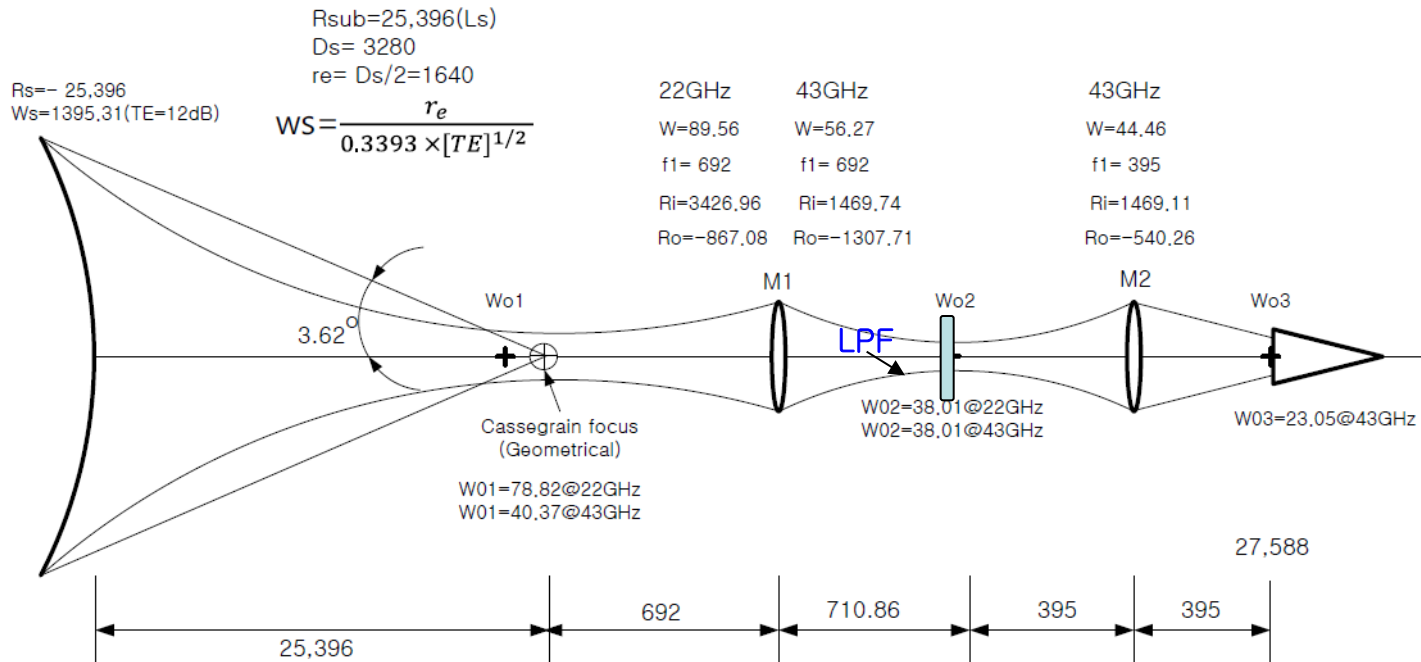 Rsub=25,396(Ls)
Ds= 3280
re= Ds/2=1640
Rs=- 25,396
Ws=1395.31(TE=12dB)
WS=r_e/0.3393 ×[TE]^1/2
22GHz 43GHz 43GHz
W=89.56 W=56.27 W=44.46
f1= 692 f1= 692 f1= 395
Ri=3426.96 Ri=1469.74 Ri=1469.11
Ro=-867.08 Ro=-1307.71 Ro=-540.26
M1 M2
Wo1 Wo2 Wo3
3.62°
LPF
W02=38.01@22GHz
W02=38.01@43GHz
W03=23.05@43GHz
Cassegrain focus
(Geometrical)
W01=78.82@22GHz
W01=40.37@43GHz
27,588
692 710.86 395 395
25,396